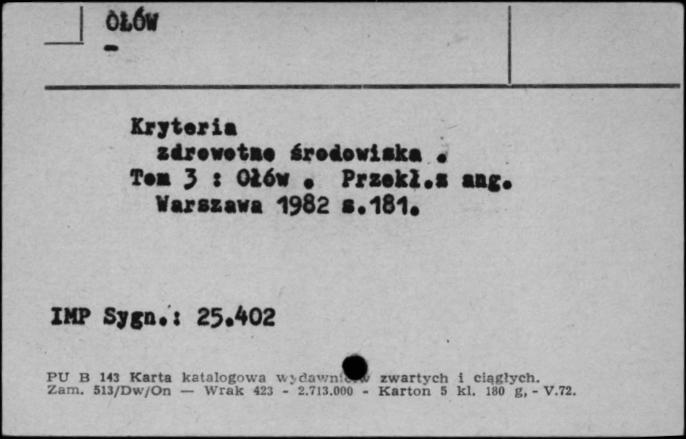 OŁÓW
Kryteria
zdrowotne środowiska .
Tom 3 : Ołów . Przekł.z ang.
Warszawa 1982 s.181.
IMP Sygn.: 25.402
PU B 143 Karta katalogowa wydawnictw zwartych i ciągłych.
Zam. 513/Dw/On — Wrak 423 - 2.713.000 - Karton 5 kl. 180 g, - V.72.